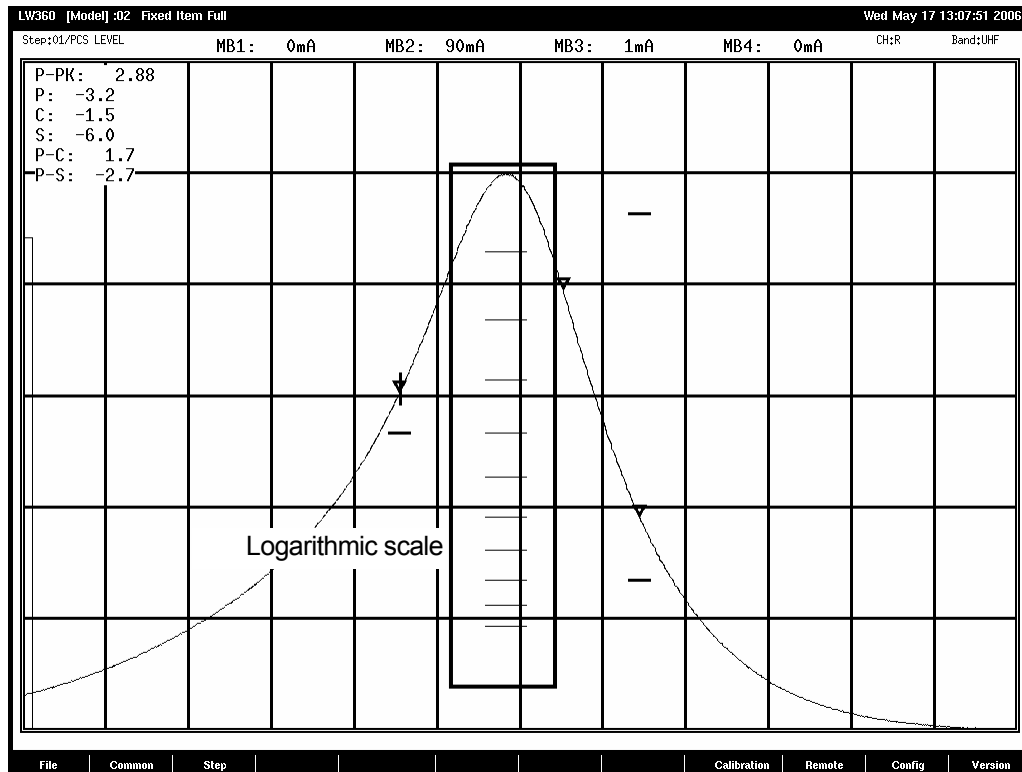 LW360 [Model] :02 Fixed Item Full Wed May 17 13:07:51 2006
Step:01/PCS LEVEL MB1: 0mA MB2: 90mA MB3: 1mA MB4: 0mA CH:R Band:UHF
P-PK: 2.88
P: -3.2
C: -1.5
S: -6.0
P-C: 1.7
P-S: -2.7
Logarithmic scale
File Common Step Calibration Remote Config Version